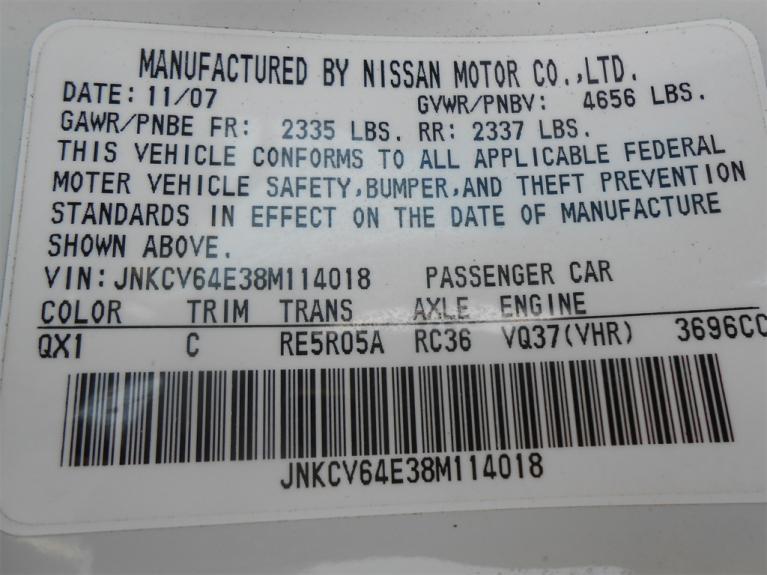 MANUFACTURED BY NISSAN MOTOR CO.,LTD.
DATE: 11/07 GVWR/PNBV: 4656 LBS.
GAWR/PNBE FR: 2335 LBS. RR: 2337 LBS.
THIS VEHICLE CONFORMS TO ALL APPLICABLE FEDERAL
MOTER VEHICLE SAFETY,BUMPER,AND THEFT PREVENTION
STANDARDS IN EFFECT ON THE DATE OF MANUFACTURE
SHOWN ABOVE.
VIN: JNKCV64E38M114018 PASSENGER CAR
COLOR TRIM TRANS AXLE ENGINE
QX1 C RE5R05A RC36 VQ37(VHR) 3696CC
JNKCV64E38M114018